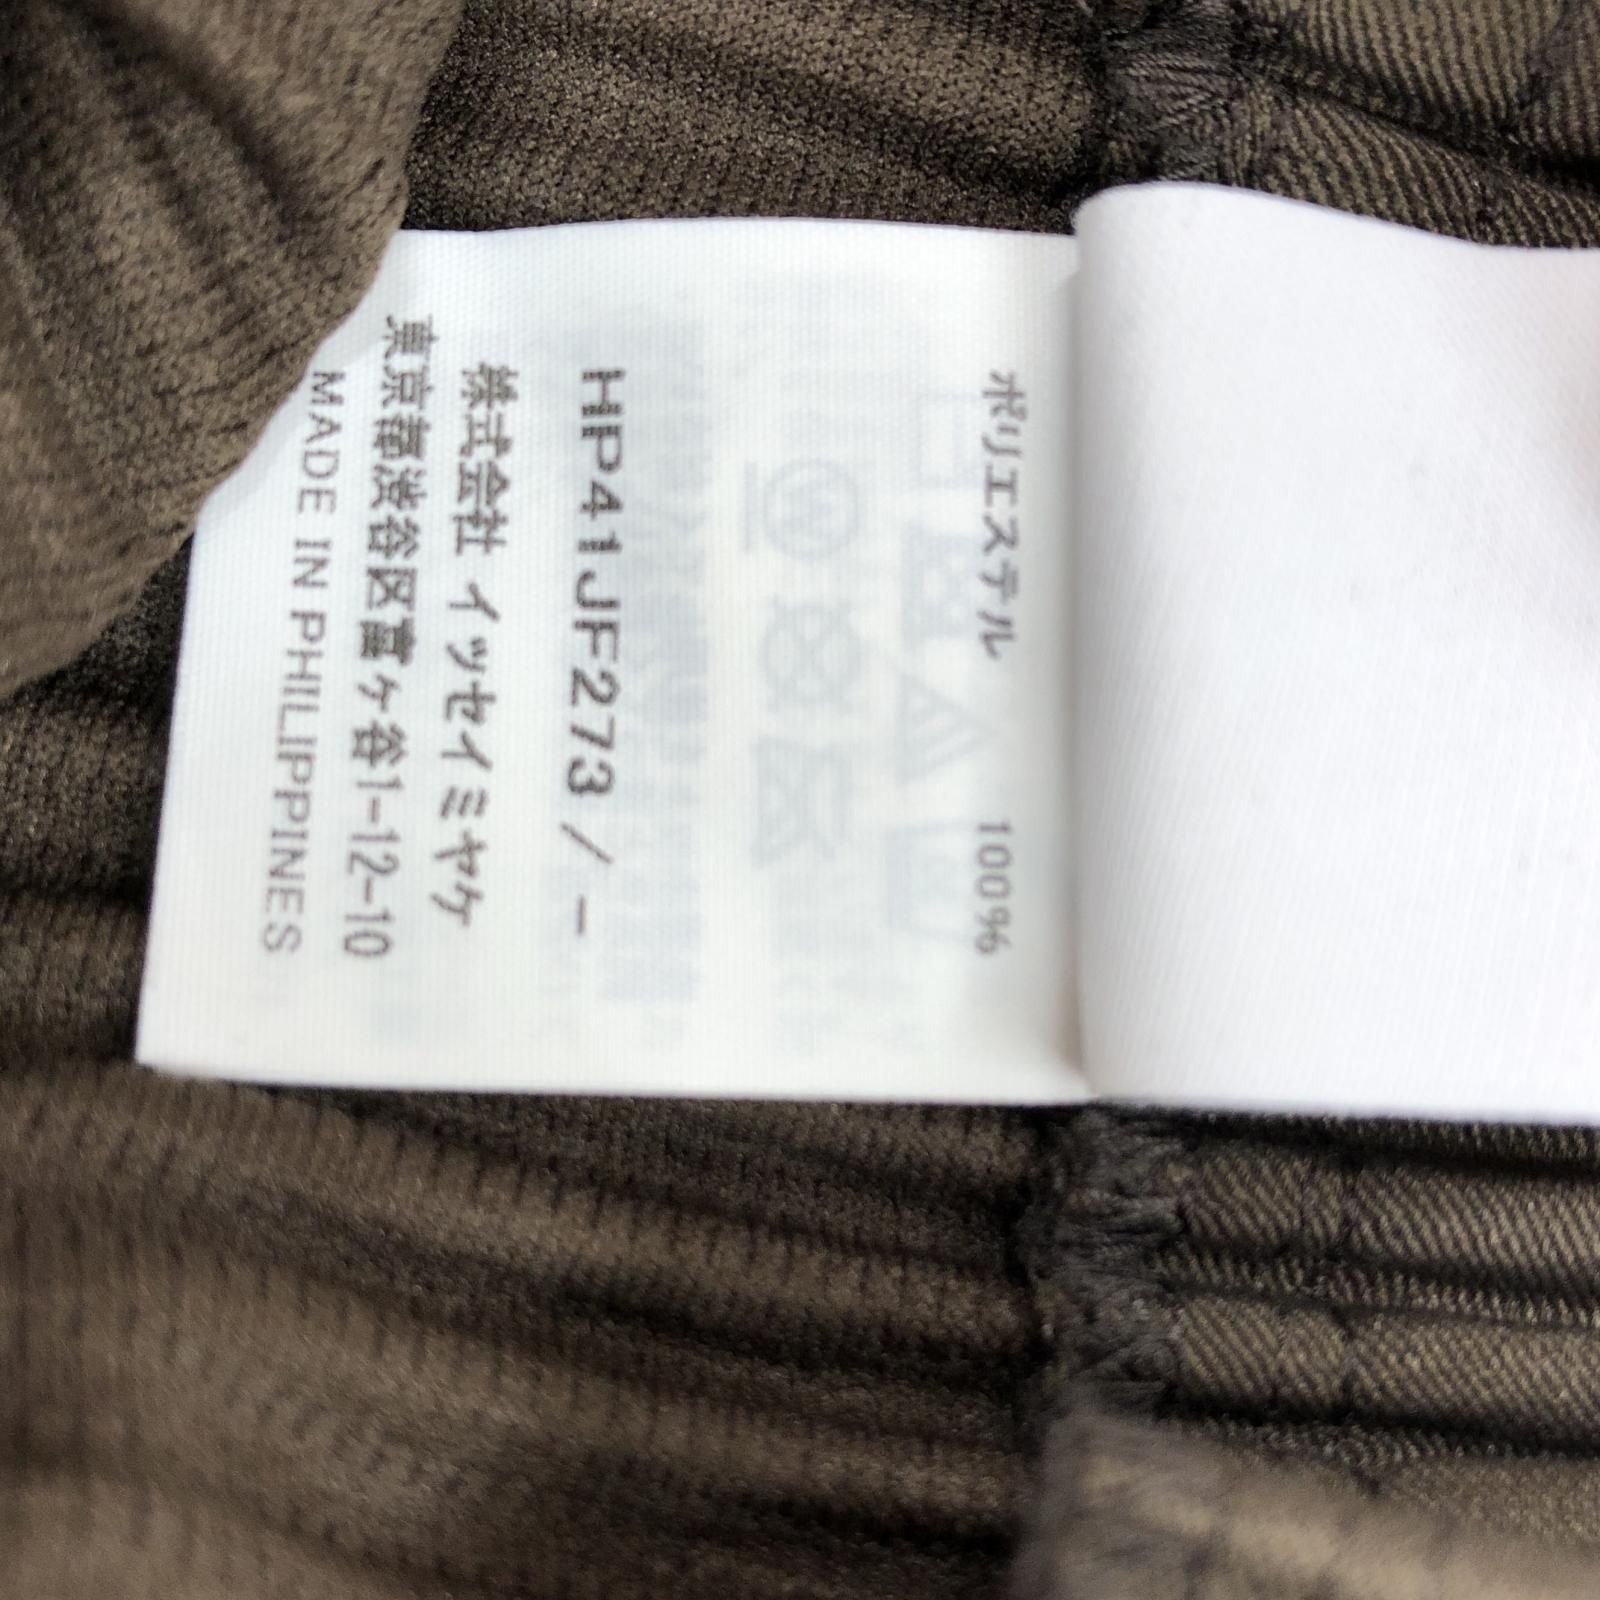 ポリエステル 100%
HP41JF273 / -
株式会社 イッセイミヤケ
東京都渋谷区富ヶ谷1-12-10
MADE IN PHILIPPINES